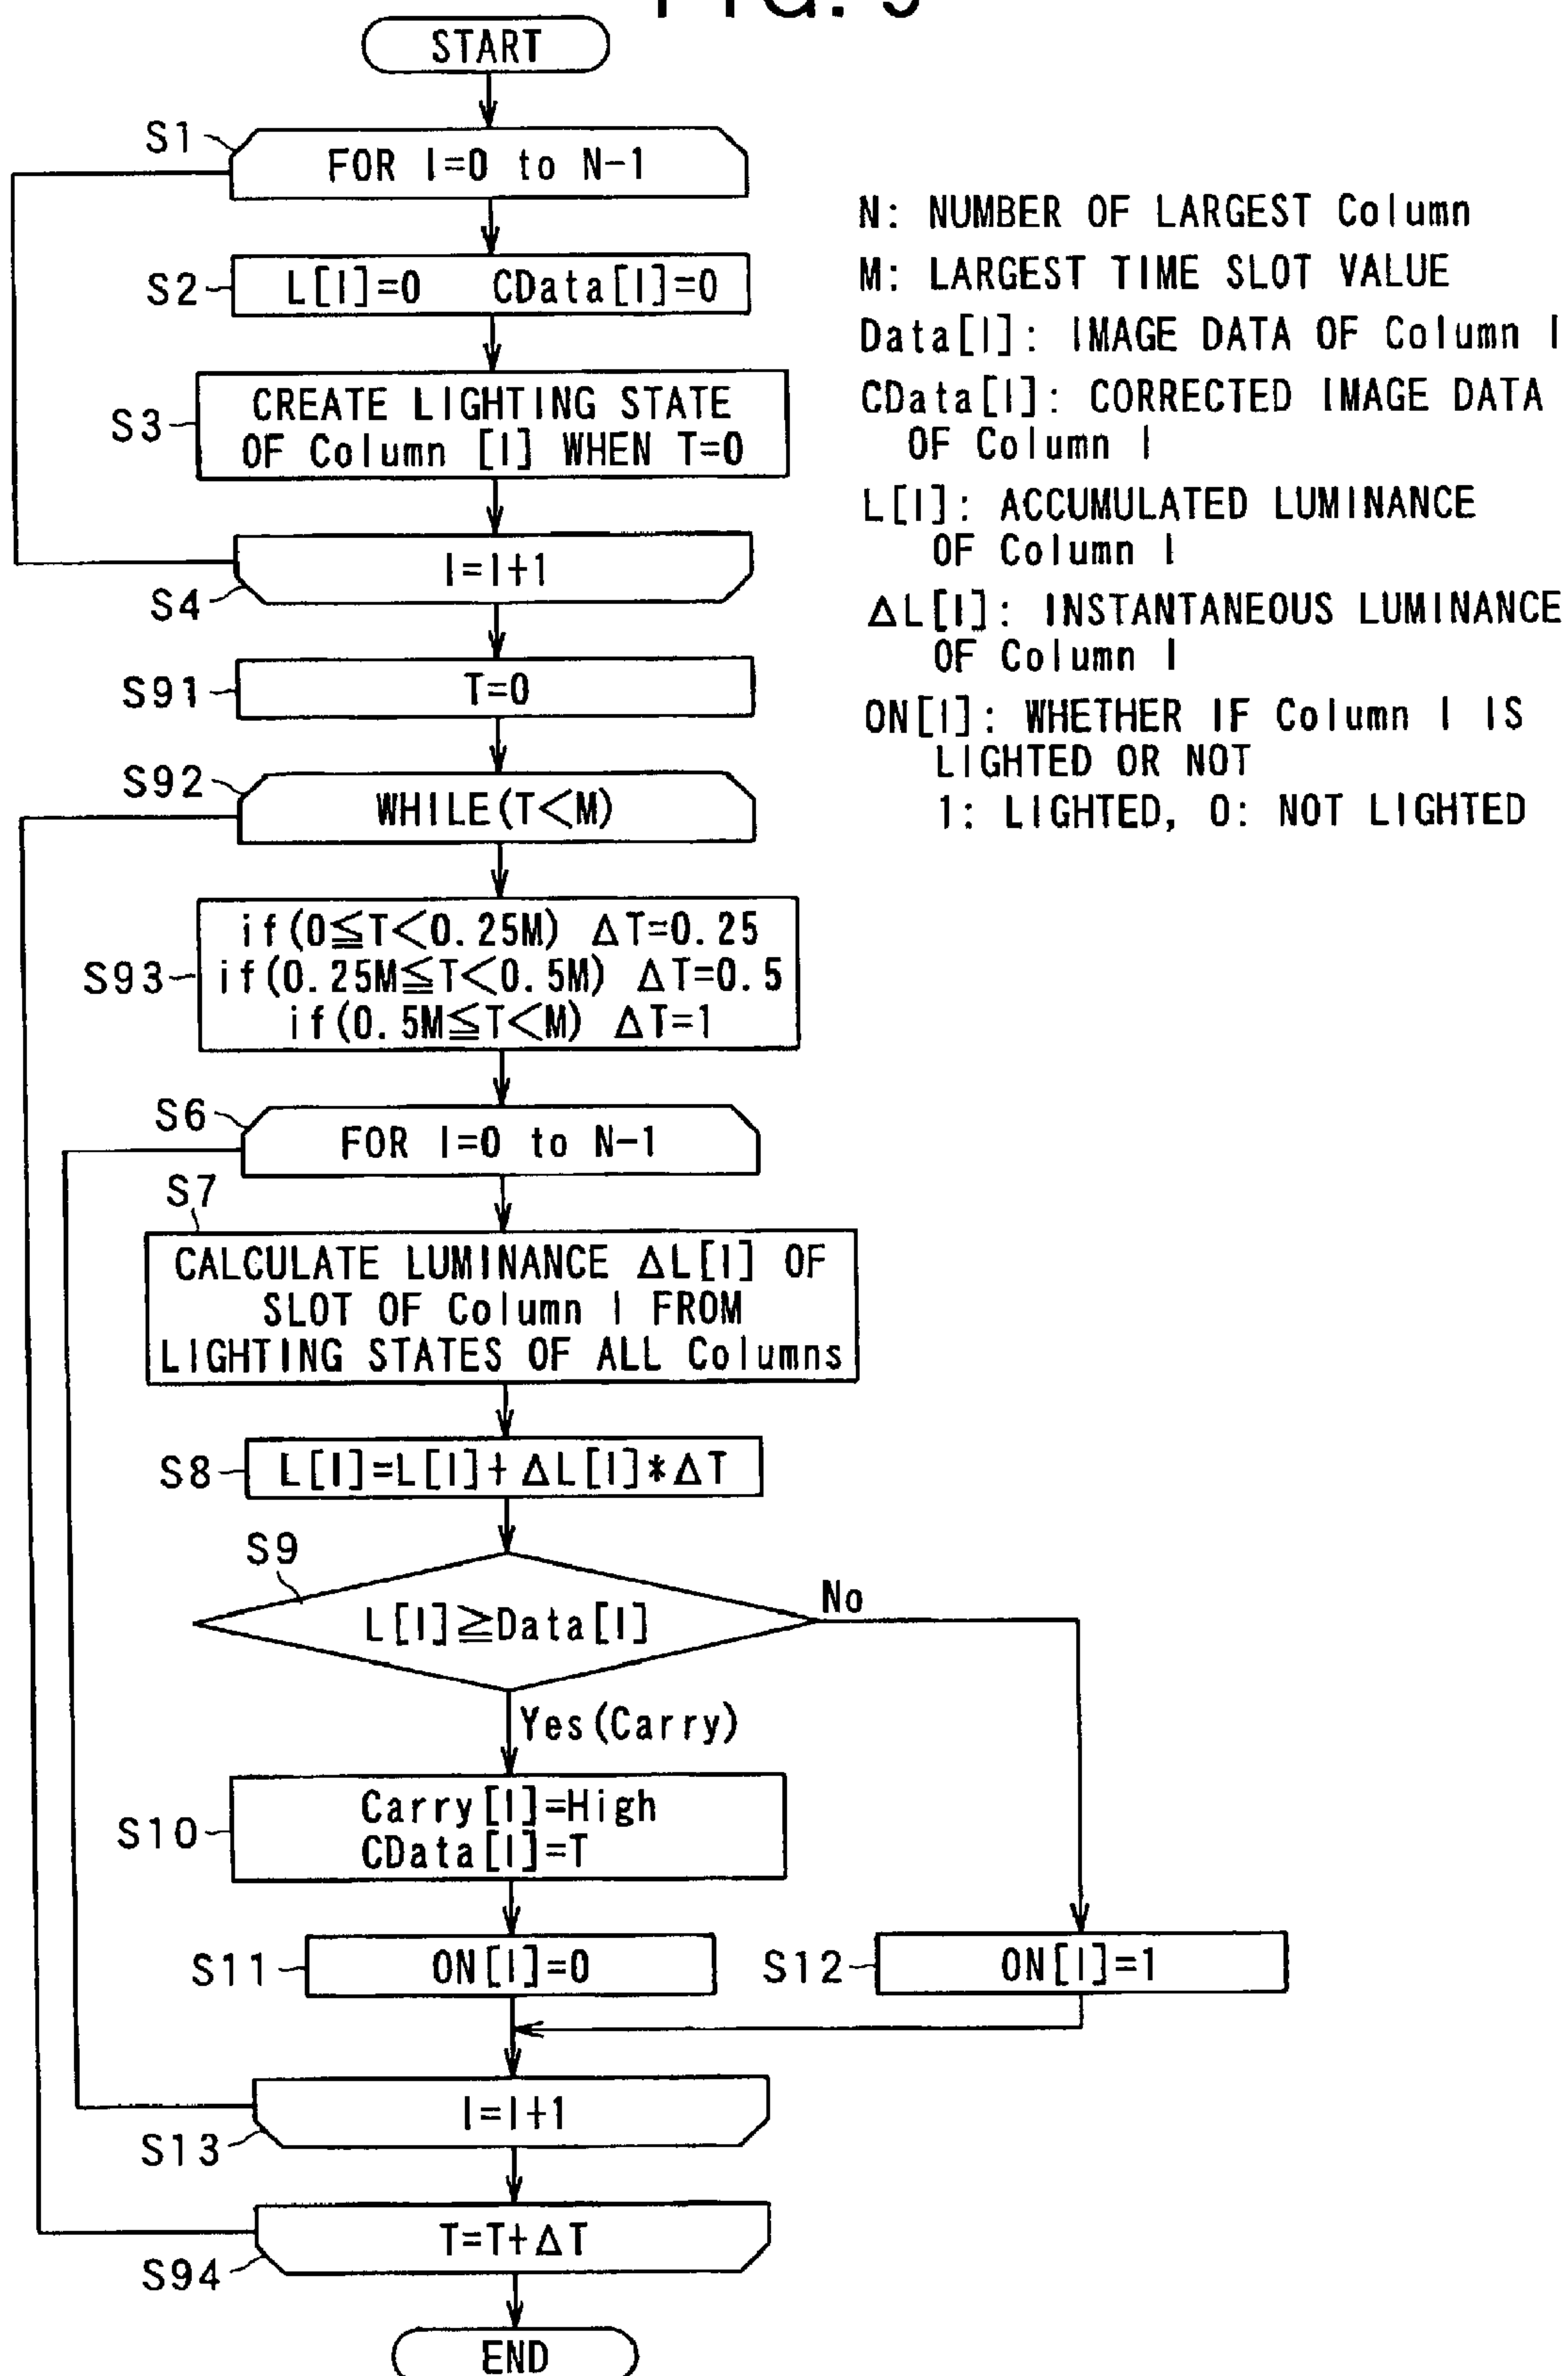 FIG. 9
START
S1
FOR I=0 to N-1
S2
L[I]=0 CData[I]=0
S3
CREATE LIGHTING STATE
OF Column [I] WHEN T=0
S4
I=I+1
S91
T=0
S92
WHILE(T<M)
S93
if(0≦T<0.25M) ΔT=0.25
if(0.25M≦T<0.5M) ΔT=0.5
if(0.5M≦T<M) ΔT=1
S6
FOR I=0 to N-1
S7
CALCULATE LUMINANCE ΔL[I] OF
SLOT OF Column I FROM
LIGHTING STATES OF ALL Columns
S8
L[I]=L[I]+ΔL[I]*ΔT
S9
L[I]≧Data[I]
No
Yes(Carry)
S10
Carry[I]=High
CData[I]=T
S11
ON[I]=0
S12
ON[I]=1
S13
I=I+1
S94
T=T+ΔT
END
N: NUMBER OF LARGEST Column
M: LARGEST TIME SLOT VALUE
Data[I]: IMAGE DATA OF Column I
CData[I]: CORRECTED IMAGE DATA
OF Column I
L[I]: ACCUMULATED LUMINANCE
OF Column I
ΔL[I]: INSTANTANEOUS LUMINANCE
OF Column I
ON[I]: WHETHER IF Column I IS
LIGHTED OR NOT
1: LIGHTED, 0: NOT LIGHTED